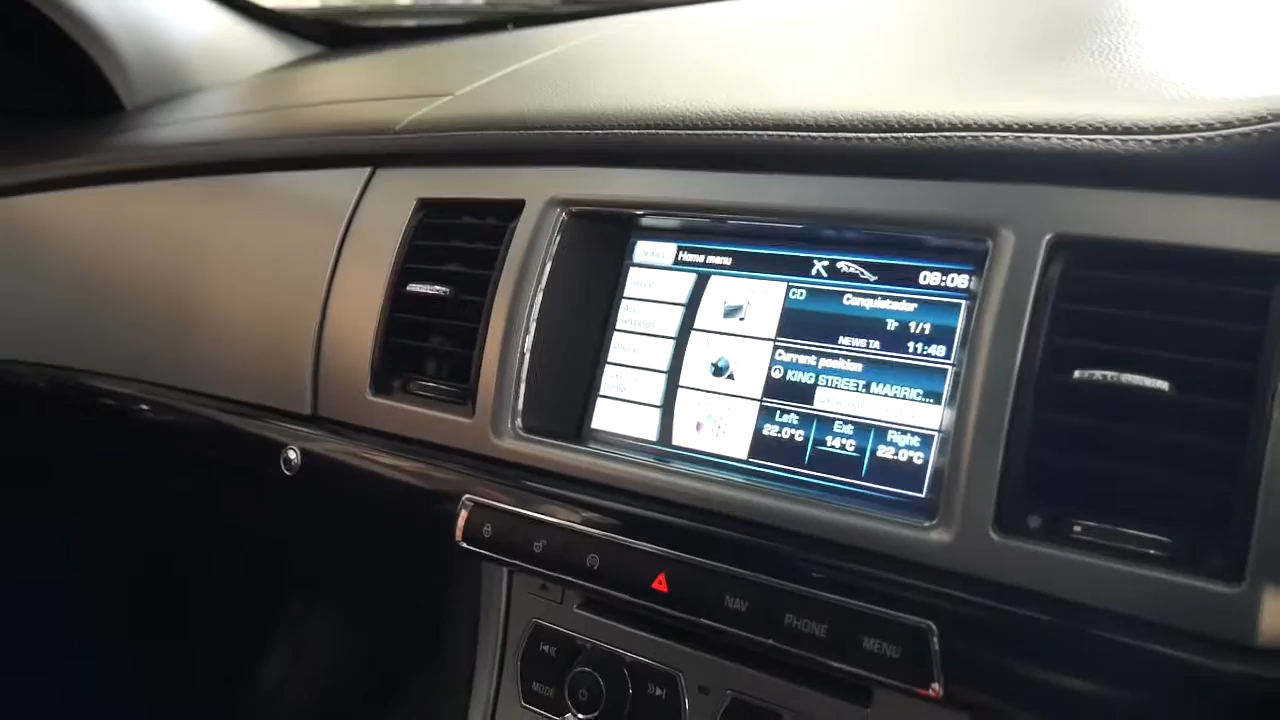 Home menu
08:06
CD
Conquistador
Tr 1/1
NEWS TA
11:48
Current position
KING STREET, MARRIC...
Left
22.0°C
Ext
14°C
Right
22.0°C
NAV
PHONE
MENU
MODE